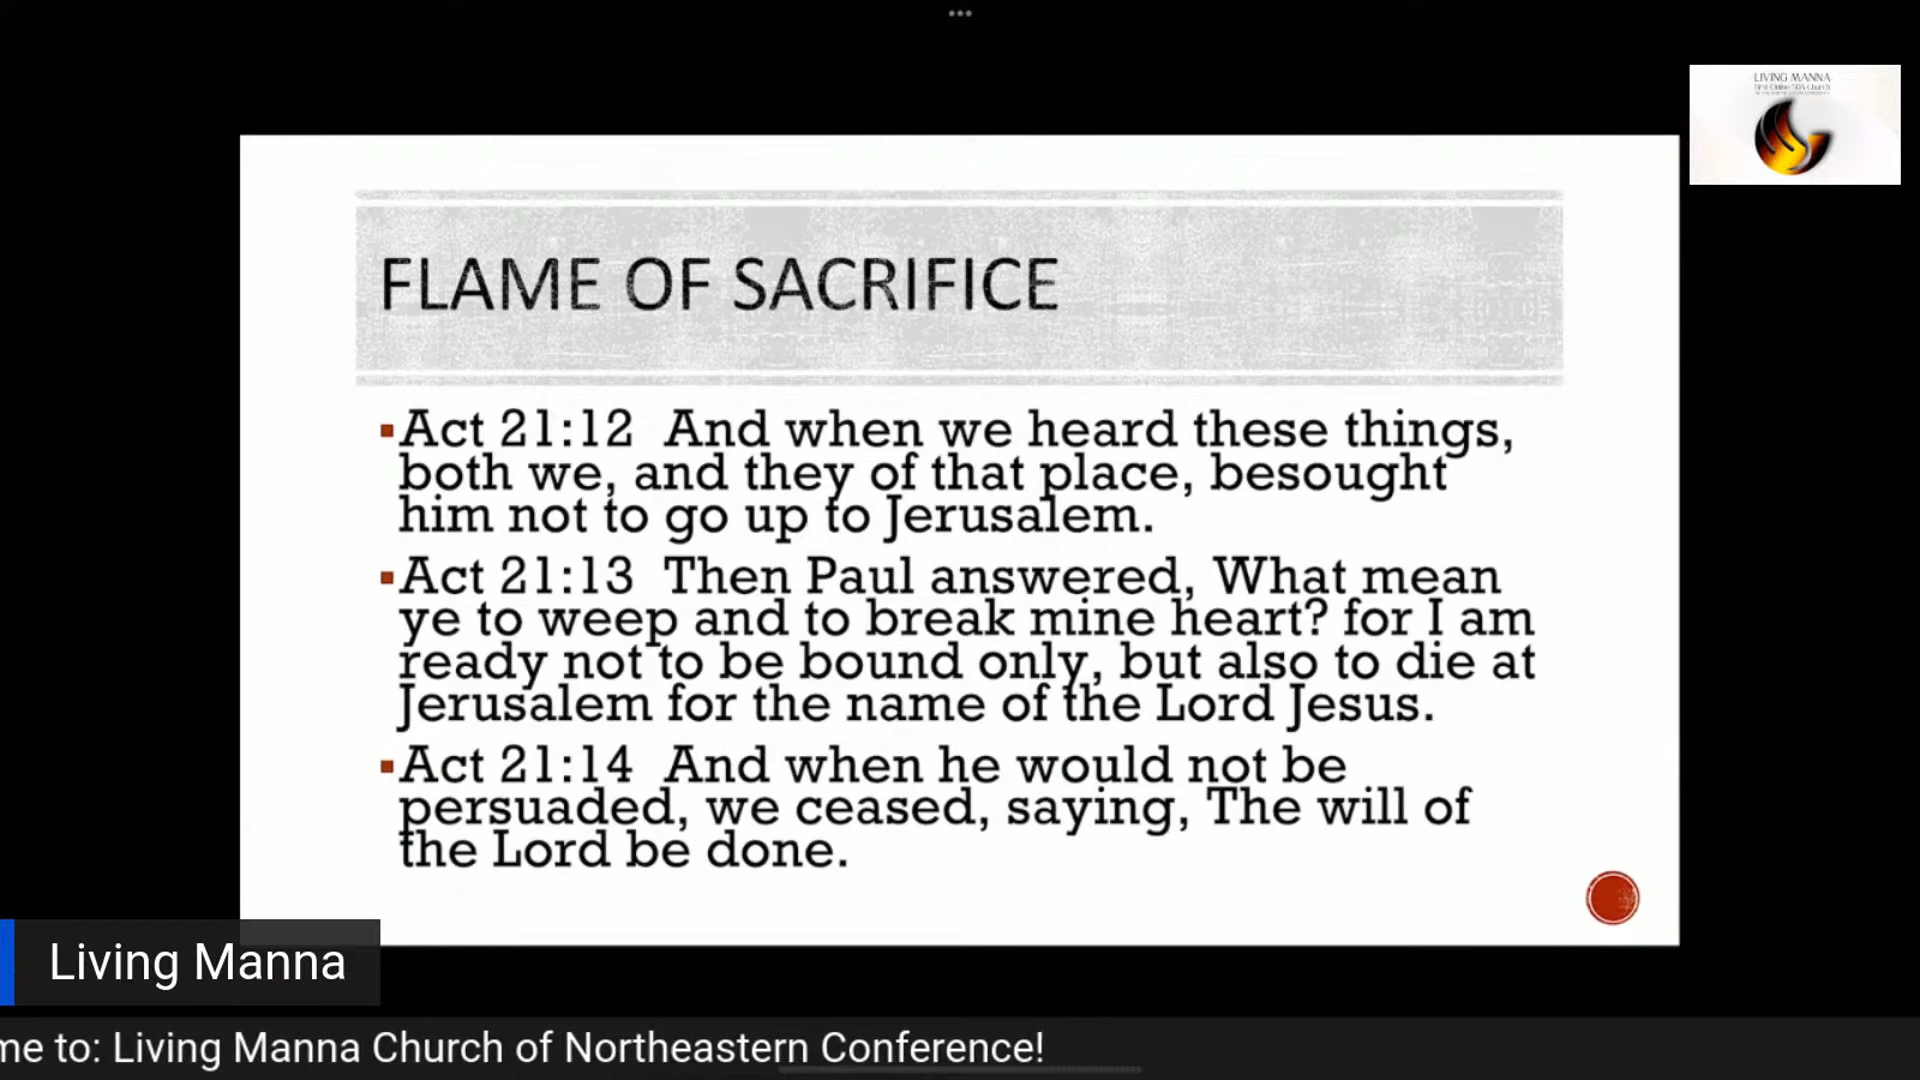 LIVING MANNA
First Online SDA Church
FLAME OF SACRIFICE
▪Act 21:12  And when we heard these things,
both we, and they of that place, besought
him not to go up to Jerusalem.
▪Act 21:13  Then Paul answered, What mean
ye to weep and to break mine heart? for I am
ready not to be bound only, but also to die at
Jerusalem for the name of the Lord Jesus.
▪Act 21:14  And when he would not be
persuaded, we ceased, saying, The will of
the Lord be done.
Living Manna
me to: Living Manna Church of Northeastern Conference!